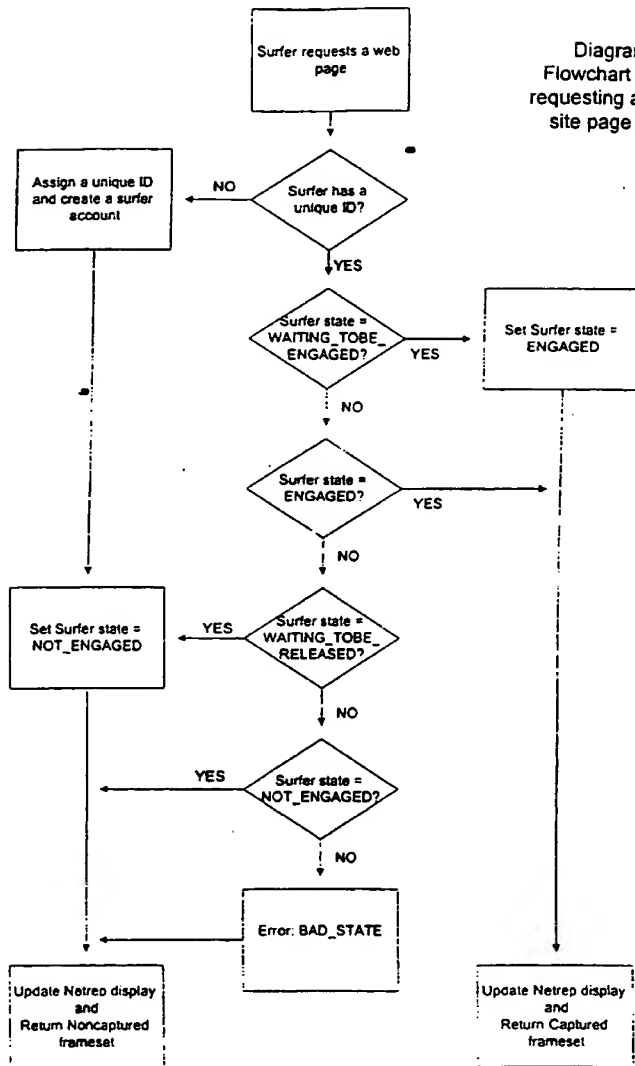 Surfer requests a web
page
Diagra
Flowchart
requesting a
site page
Assign a unique ID
and create a surfer
account
NO
Surfer has a
unique ID?
YES
Surfer state =
WAITING_TOBE_
ENGAGED?
YES
Set Surfer state =
ENGAGED
NO
Surfer state =
ENGAGED?
YES
NO
Set Surfer state =
NOT_ENGAGED
YES
Surfer state =
WAITING_TOBE_
RELEASED?
NO
YES
Surfer state =
NOT_ENGAGED?
NO
Error: BAD_STATE
Update Netrep display
and
Return Noncaptured
frameset
Update Netrep display
and
Return Captured
frameset